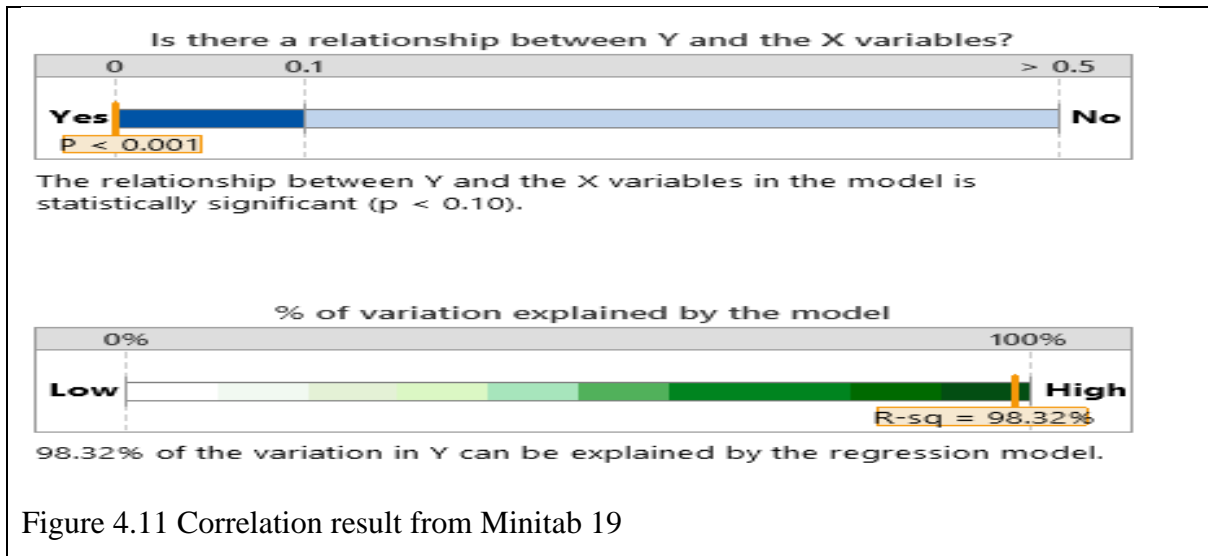 Is there a relationship between Y and the X variables?
0 0.1 > 0.5
Yes No
P < 0.001
The relationship between Y and the X variables in the model is
statistically significant (p < 0.10).
% of variation explained by the model
0% 100%
Low High
R-sq = 98.32%
98.32% of the variation in Y can be explained by the regression model.
Figure 4.11 Correlation result from Minitab 19